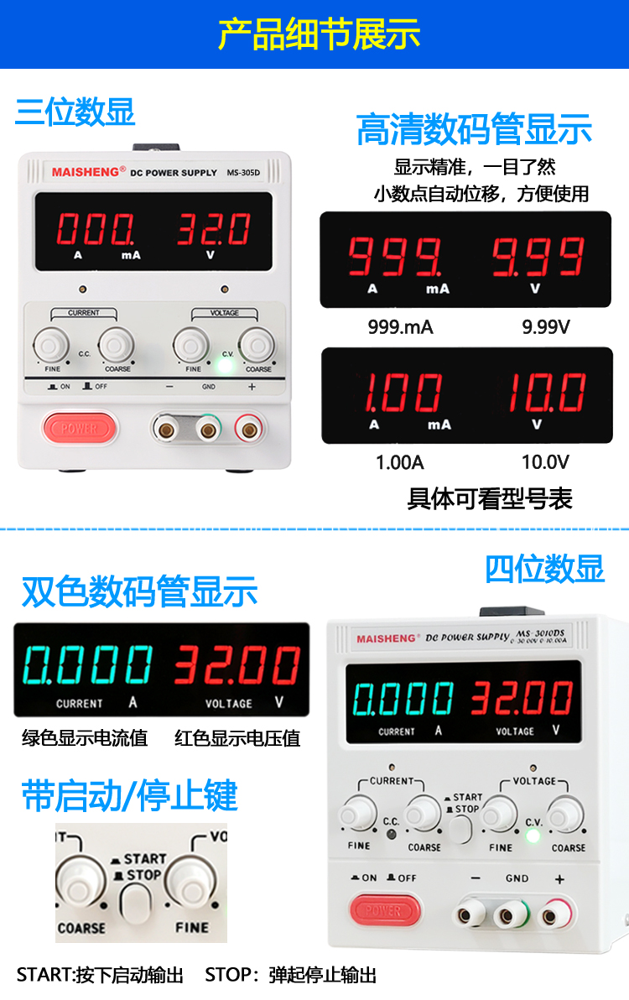 产品细节展示
三位数显
MAISHENG® DC POWER SUPPLY MS-305D
000. 32.0
A mA V
CURRENT VOLTAGE
C.C. C.V.
FINE COARSE FINE COARSE
ON OFF − GND +
POWER
高清数码管显示
显示精准，一目了然
小数点自动位移，方便使用
999. 9.99
A mA V
999.mA 9.99V
1.00 10.0
A mA V
1.00A 10.0V
具体可看型号表
双色数码管显示
0.000 32.00
CURRENT A VOLTAGE V
绿色显示电流值 红色显示电压值
带启动/停止键
T VO
START
STOP
COARSE FINE
START:按下启动输出 STOP：弹起停止输出
四位数显
MAISHENG® DC POWER SUPPLY MS-3010DS
0-30.00V 0-10.00A
0.000 32.00
CURRENT A VOLTAGE V
CURRENT VOLTAGE
START
STOP
C.C. C.V.
FINE COARSE FINE COARSE
ON OFF − GND +
POWER